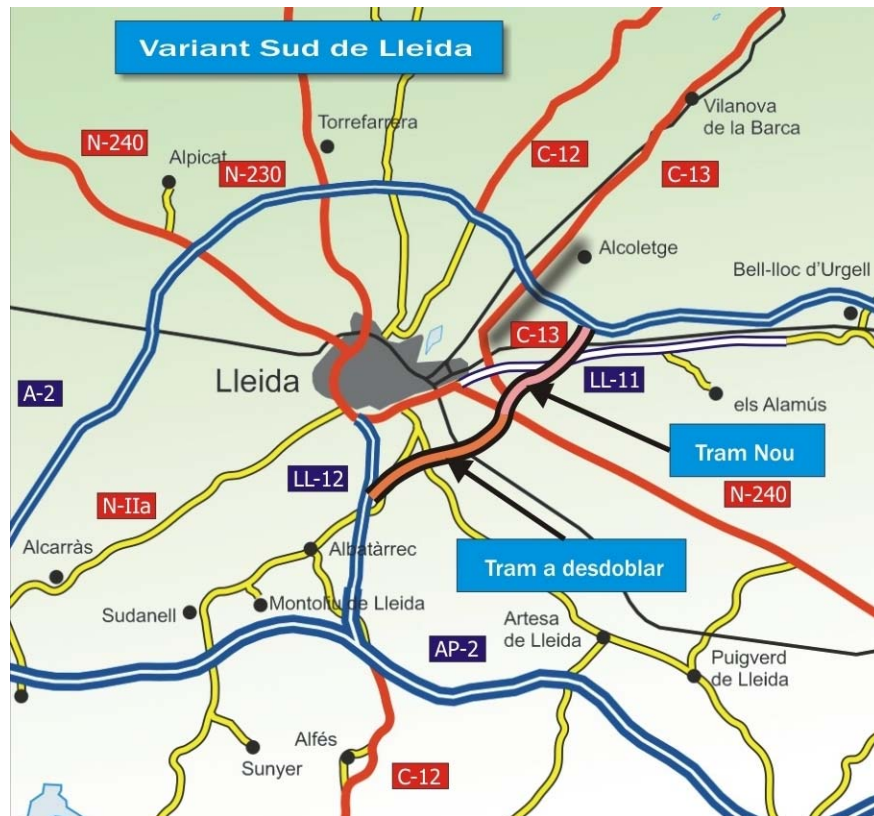 Variant Sud de Lleida
Vilanova
de la Barca
Torrefarrera
N-240
Alpicat
N-230
C-12
C-13
Alcoletge
Bell-lloc d'Urgell
C-13
Lleida
LL-11
A-2
els Alamús
Tram Nou
LL-12
N-240
N-IIa
Alcarràs
Albatàrrec
Tram a desdoblar
Sudanell
Montoliu de Lleida
Artesa
de Lleida
AP-2
Puigverd
de Lleida
Alfés
Sunyer
C-12